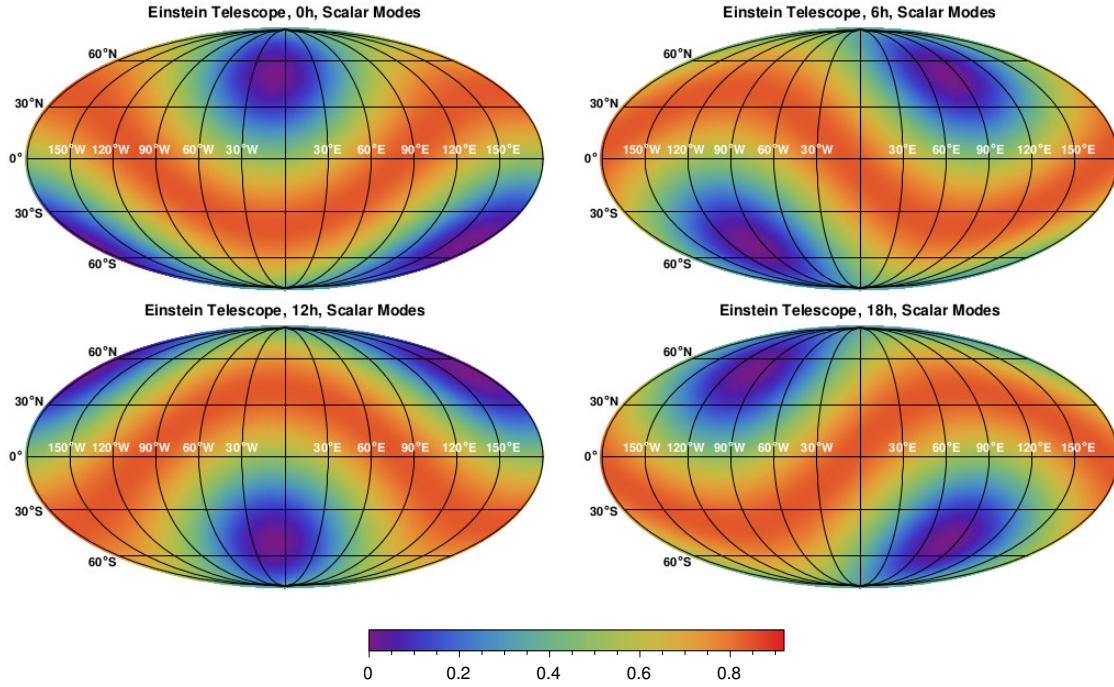 Einstein Telescope, 0h, Scalar Modes
60°N
30°N
150°W 120°W 90°W 30°W 30°E 60°E 90°E 120°E 150°E
0°
30°S
60°S
Einstein Telescope, 6h, Scalar Modes
60°N
30°N
150°W 120°W 90°W 60°W 30°W 30°E 60°E 90°E 120°E 150°E
0°
30°S
60°S
Einstein Telescope, 12h, Scalar Modes
60°N
30°N
150°W 120°W 90°W 30°W 30°E 60°E 90°E 120°E 150°E
0°
30°S
60°S
Einstein Telescope, 18h, Scalar Modes
60°N
30°N
150°W 120°W 90°W 60°W 30°W 30°E 60°E 90°E 120°E 150°E
0°
30°S
60°S
0 0.2 0.4 0.6 0.8